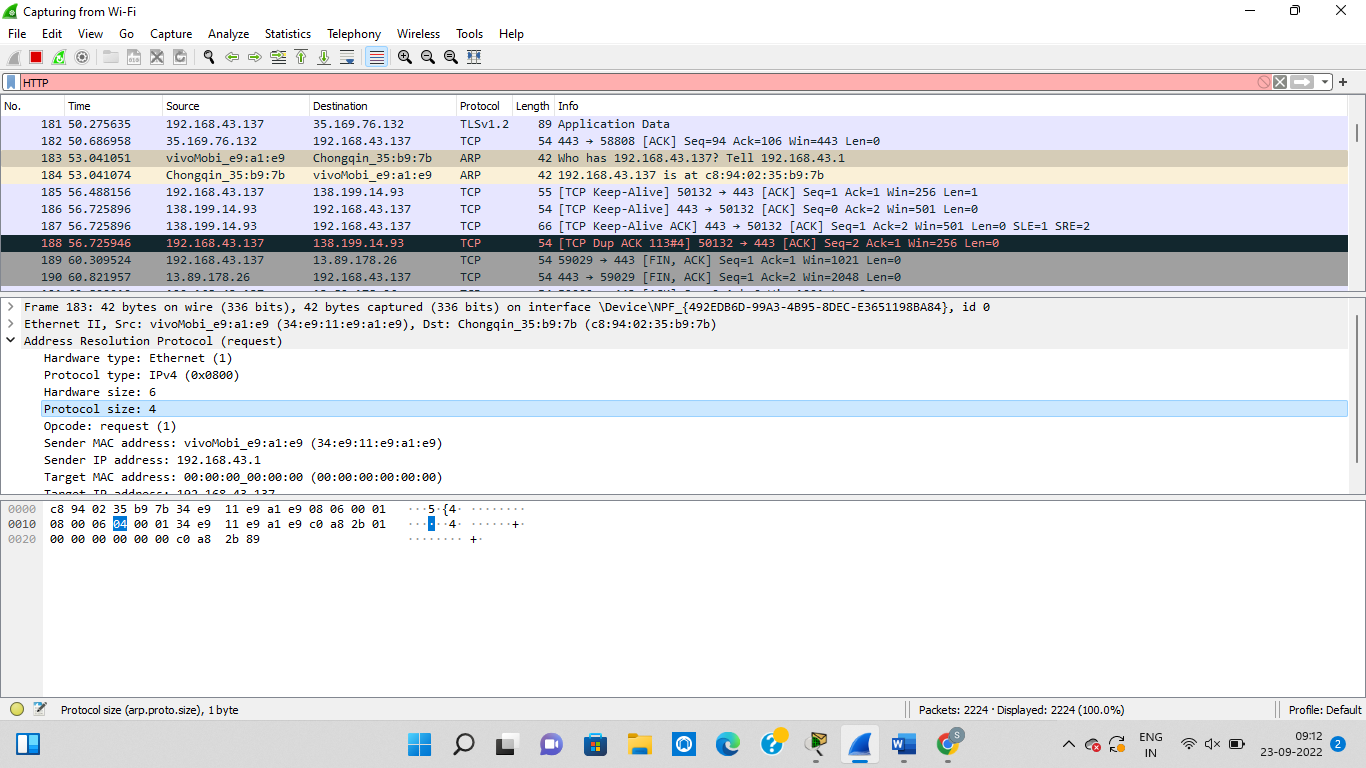 Capturing from Wi-Fi
File Edit View Go Capture Analyze Statistics Telephony Wireless Tools Help
HTTP
No. Time Source Destination Protocol Length Info
181 50.275635 192.168.43.137 35.169.76.132 TLSv1.2 89 Application Data
182 50.686958 35.169.76.132 192.168.43.137 TCP 54 443 → 58808 [ACK] Seq=94 Ack=106 Win=443 Len=0
183 53.041051 vivoMobi_e9:a1:e9 Chongqin_35:b9:7b ARP 42 Who has 192.168.43.137? Tell 192.168.43.1
184 53.041074 Chongqin_35:b9:7b vivoMobi_e9:a1:e9 ARP 42 192.168.43.137 is at c8:94:02:35:b9:7b
185 56.488156 192.168.43.137 138.199.14.93 TCP 55 [TCP Keep-Alive] 50132 → 443 [ACK] Seq=1 Ack=1 Win=256 Len=1
186 56.725896 138.199.14.93 192.168.43.137 TCP 54 [TCP Keep-Alive] 443 → 50132 [ACK] Seq=0 Ack=2 Win=501 Len=0
187 56.725896 138.199.14.93 192.168.43.137 TCP 66 [TCP Keep-Alive ACK] 443 → 50132 [ACK] Seq=1 Ack=2 Win=501 Len=0 SLE=1 SRE=2
188 56.725946 192.168.43.137 138.199.14.93 TCP 54 [TCP Dup ACK 113#4] 50132 → 443 [ACK] Seq=2 Ack=1 Win=256 Len=0
189 60.309524 192.168.43.137 13.89.178.26 TCP 54 59029 → 443 [FIN, ACK] Seq=1 Ack=1 Win=1021 Len=0
190 60.821957 13.89.178.26 192.168.43.137 TCP 54 443 → 59029 [FIN, ACK] Seq=1 Ack=2 Win=2048 Len=0
Frame 183: 42 bytes on wire (336 bits), 42 bytes captured (336 bits) on interface \Device\NPF_{492EDB6D-99A3-4B95-8DEC-E3651198BA84}, id 0
Ethernet II, Src: vivoMobi_e9:a1:e9 (34:e9:11:e9:a1:e9), Dst: Chongqin_35:b9:7b (c8:94:02:35:b9:7b)
Address Resolution Protocol (request)
Hardware type: Ethernet (1)
Protocol type: IPv4 (0x0800)
Hardware size: 6
Protocol size: 4
Opcode: request (1)
Sender MAC address: vivoMobi_e9:a1:e9 (34:e9:11:e9:a1:e9)
Sender IP address: 192.168.43.1
Target MAC address: 00:00:00_00:00:00 (00:00:00:00:00:00)
Target IP address: 192.168.43.137
0000 c8 94 02 35 b9 7b 34 e9 11 e9 a1 e9 08 06 00 01 ···5·{4· ········
0010 08 00 06 04 00 01 34 e9 11 e9 a1 e9 c0 a8 2b 01 ······4· ······+·
0020 00 00 00 00 00 00 c0 a8 2b 89 ········ +·
Protocol size (arp.proto.size), 1 byte Packets: 2224 · Displayed: 2224 (100.0%) Profile: Default
S
ENG
IN
09:12
23-09-2022
2